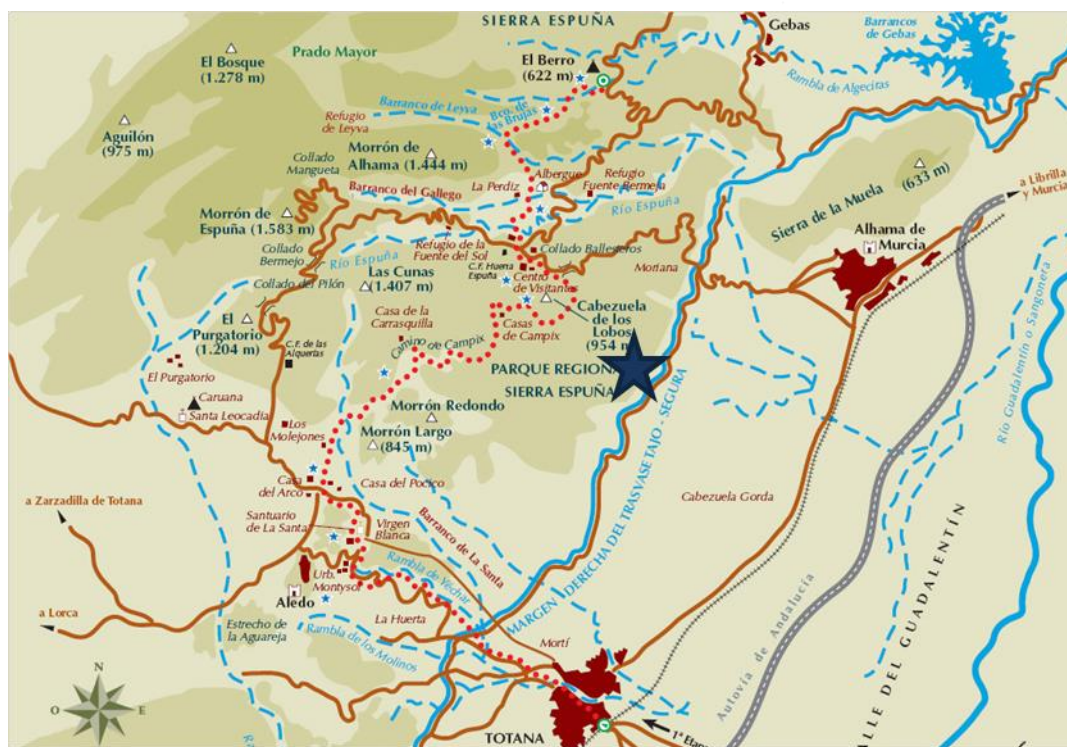 SIERRA ESPUÑA
Gebas
Barrancos
de Gebas
Prado Mayor
El Berro
(622 m)
El Bosque
(1.278 m)
Rambla de Algeciras
Barranco de Leyva
Bco. de
las Brujas
Refugio
de Leyva
Aguilón
(975 m)
Morrón de
Alhama (1.444 m)
Collado
Mangueta
Albergue
Refugio
Fuente Bermeja
La Perdiz
Barranco del Gallego
Sierra de la Muela
(633 m)
a Librilla
y Murcia
Morrón de
Espuña
(1.583 m)
Río Espuña
Alhama de
Murcia
Collado
Bermejo
Río Espuña
Refugio de la
Fuente del Sol
Collado Ballesteros
C.F. Huerta
Espuña
Centro
de Visitantes
Moriana
Las Cunas
(1.407 m)
Collado del Pilón
Casa de la
Carrasquilla
Casas
de Campix
Cabezuela
de los
Lobos
(954 m
El
Purgatorio
(1.204 m)
Camino de Campix
C.F. de las
Alquerías
PARQUE REGIONA
SIERRA ESPUÑA
El Purgatorio
Caruana
Santa Leocadia
Morrón Redondo
Los
Molejones
Morrón Largo
(845 m)
MARGEN DERECHA DEL TRASVASE TAJO - SEGURA
Río Guadalentín o Sangonera
Casa
del Arco
Casa del Pocico
Cabezuela Gorda
a Zarzadilla de Totana
Santuario
de La Santa
Virgen
Blanca
Barranco de La Santa
Rambla de Yéchar
Urb.
Montysol
Aledo
a Lorca
Estrecho de
la Aguareja
La Huerta
Rambla de los Molinos
Mortí
Autovía de Andalucía
LLE DEL GUADALENTÍN
N
O
E
S
TOTANA
1ª Etap